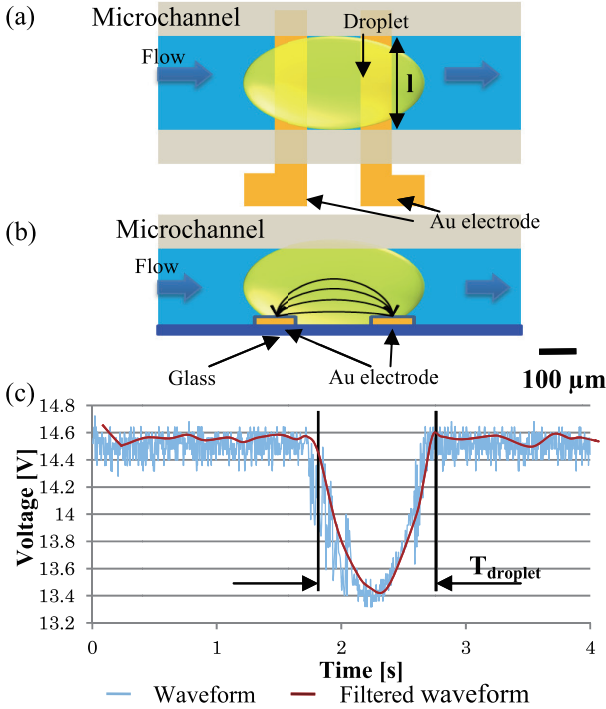 (a)
Microchannel
Droplet
Flow
l
Au electrode
(b)
Microchannel
Flow
Glass
Au electrode
100 μm
(c)
14.8
14.6
14.4
14.2
14
13.8
13.6
13.4
13.2
Voltage [V]
Tdroplet
0
1
2
3
4
Time [s]
Waveform
Filtered waveform